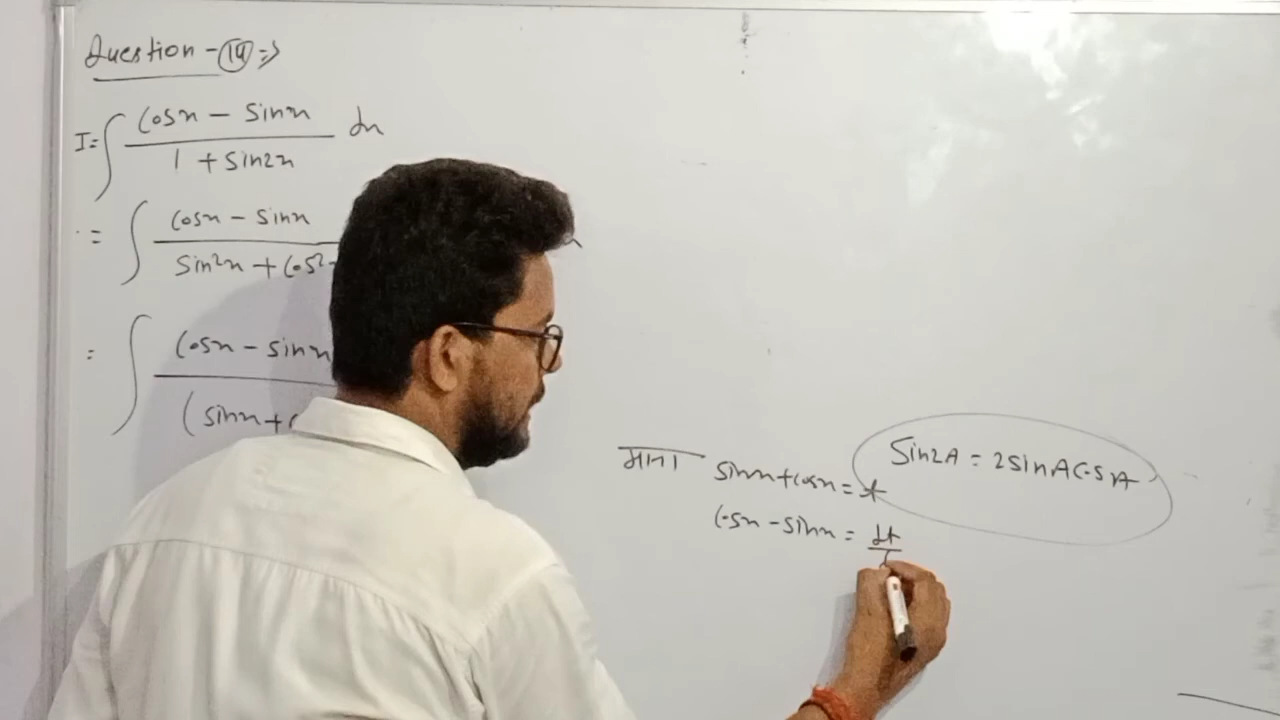 Question - 14 ⇒
I = ∫ (cosx - sinx) / (1 + sin2x) dx
= ∫ (cosx - sinx) / (sin²x + cos²
= ∫ (cosx - sinx / (sinx +
माना sinx + cosx = t
cosx - sinx = dt/
sin2A = 2sinA cosA